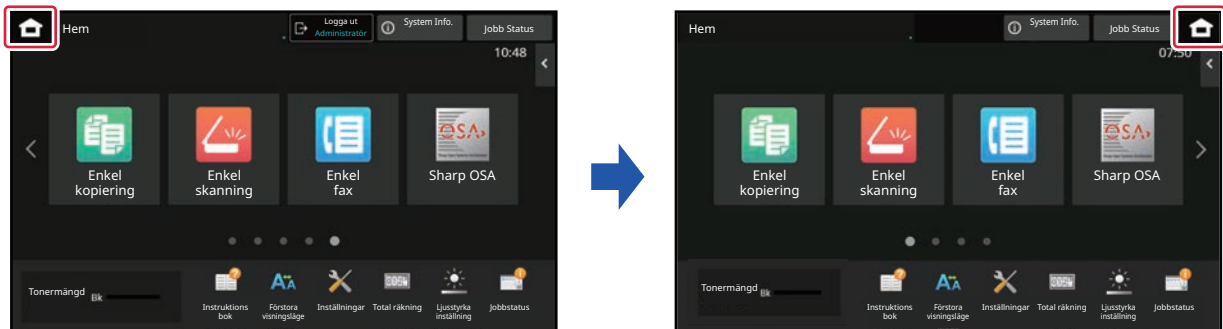 Hem
Logga ut
Administratör
System Info.
Jobb Status
10:48
Enkel
kopiering
Enkel
skanning
Enkel
fax
OSA
Sharp OSA
Tonermängd
Bk
Instruktions
bok
Förstora
visningsläge
Inställningar
Total räkning
Ljusstyrka
inställning
Jobbstatus
Hem
System Info.
Jobb Status
07:50
Enkel
kopiering
Enkel
skanning
Enkel
fax
OSA
Sharp OSA
Tonermängd
Bk
Instruktions
bok
Förstora
visningsläge
Inställningar
Total räkning
Ljusstyrka
inställning
Jobbstatus